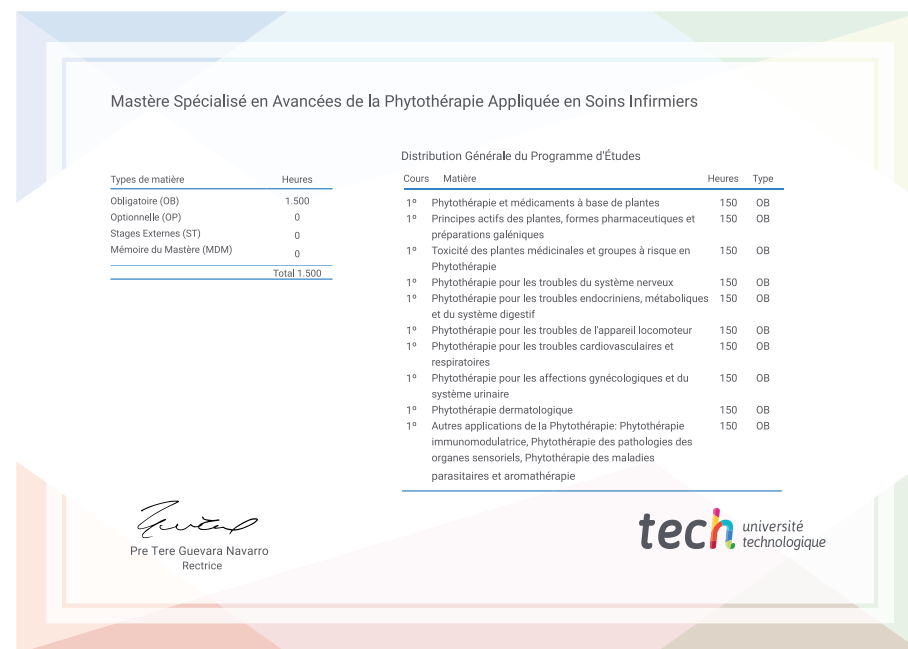 Mastère Spécialisé en Avancées de la Phytothérapie Appliquée en Soins Infirmiers
Types de matière Heures
Obligatoire (OB) 1.500
Optionnelle (OP) 0
Stages Externes (ST) 0
Mémoire du Mastère (MDM) 0
Total 1.500
Distribution Générale du Programme d'Études
Cours Matière Heures Type
1º Phytothérapie et médicaments à base de plantes 150 OB
1º Principes actifs des plantes, formes pharmaceutiques et 150 OB
préparations galéniques
1º Toxicité des plantes médicinales et groupes à risque en 150 OB
Phytothérapie
1º Phytothérapie pour les troubles du système nerveux 150 OB
1º Phytothérapie pour les troubles endocriniens, métaboliques 150 OB
et du système digestif
1º Phytothérapie pour les troubles de l'appareil locomoteur 150 OB
1º Phytothérapie pour les troubles cardiovasculaires et 150 OB
respiratoires
1º Phytothérapie pour les affections gynécologiques et du 150 OB
système urinaire
1º Phytothérapie dermatologique 150 OB
1º Autres applications de la Phytothérapie: Phytothérapie 150 OB
immunomodulatrice, Phytothérapie des pathologies des
organes sensoriels, Phytothérapie des maladies
parasitaires et aromathérapie
Pre Tere Guevara Navarro
Rectrice
tech université
technologique